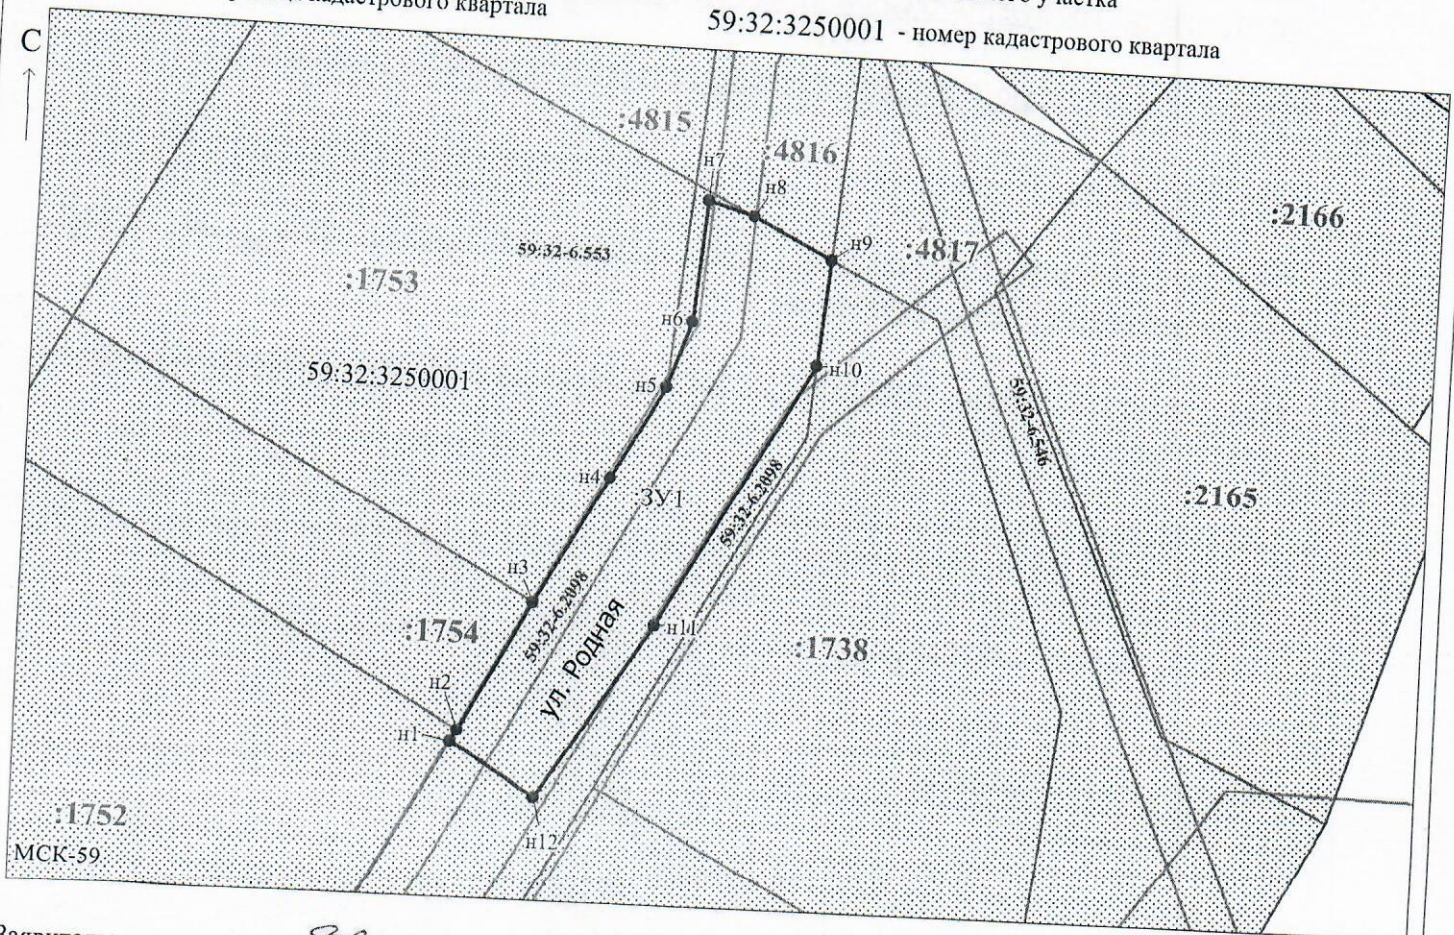 кадастрового квартала
участка
59:32:3250001 - номер кадастрового квартала
С
:4815
:4816
н7
н8
:2166
59:32-6.553
н9
:4817
:1753
н6
59:32:3250001
н5
н10
59:32-6.546
н4
:ЗУ1
59:32-6.2098
:2165
н3
59:32-6.2098
:1754
ул. Родная
н11
:1738
н2
н1
:1752
н12
МСК-59